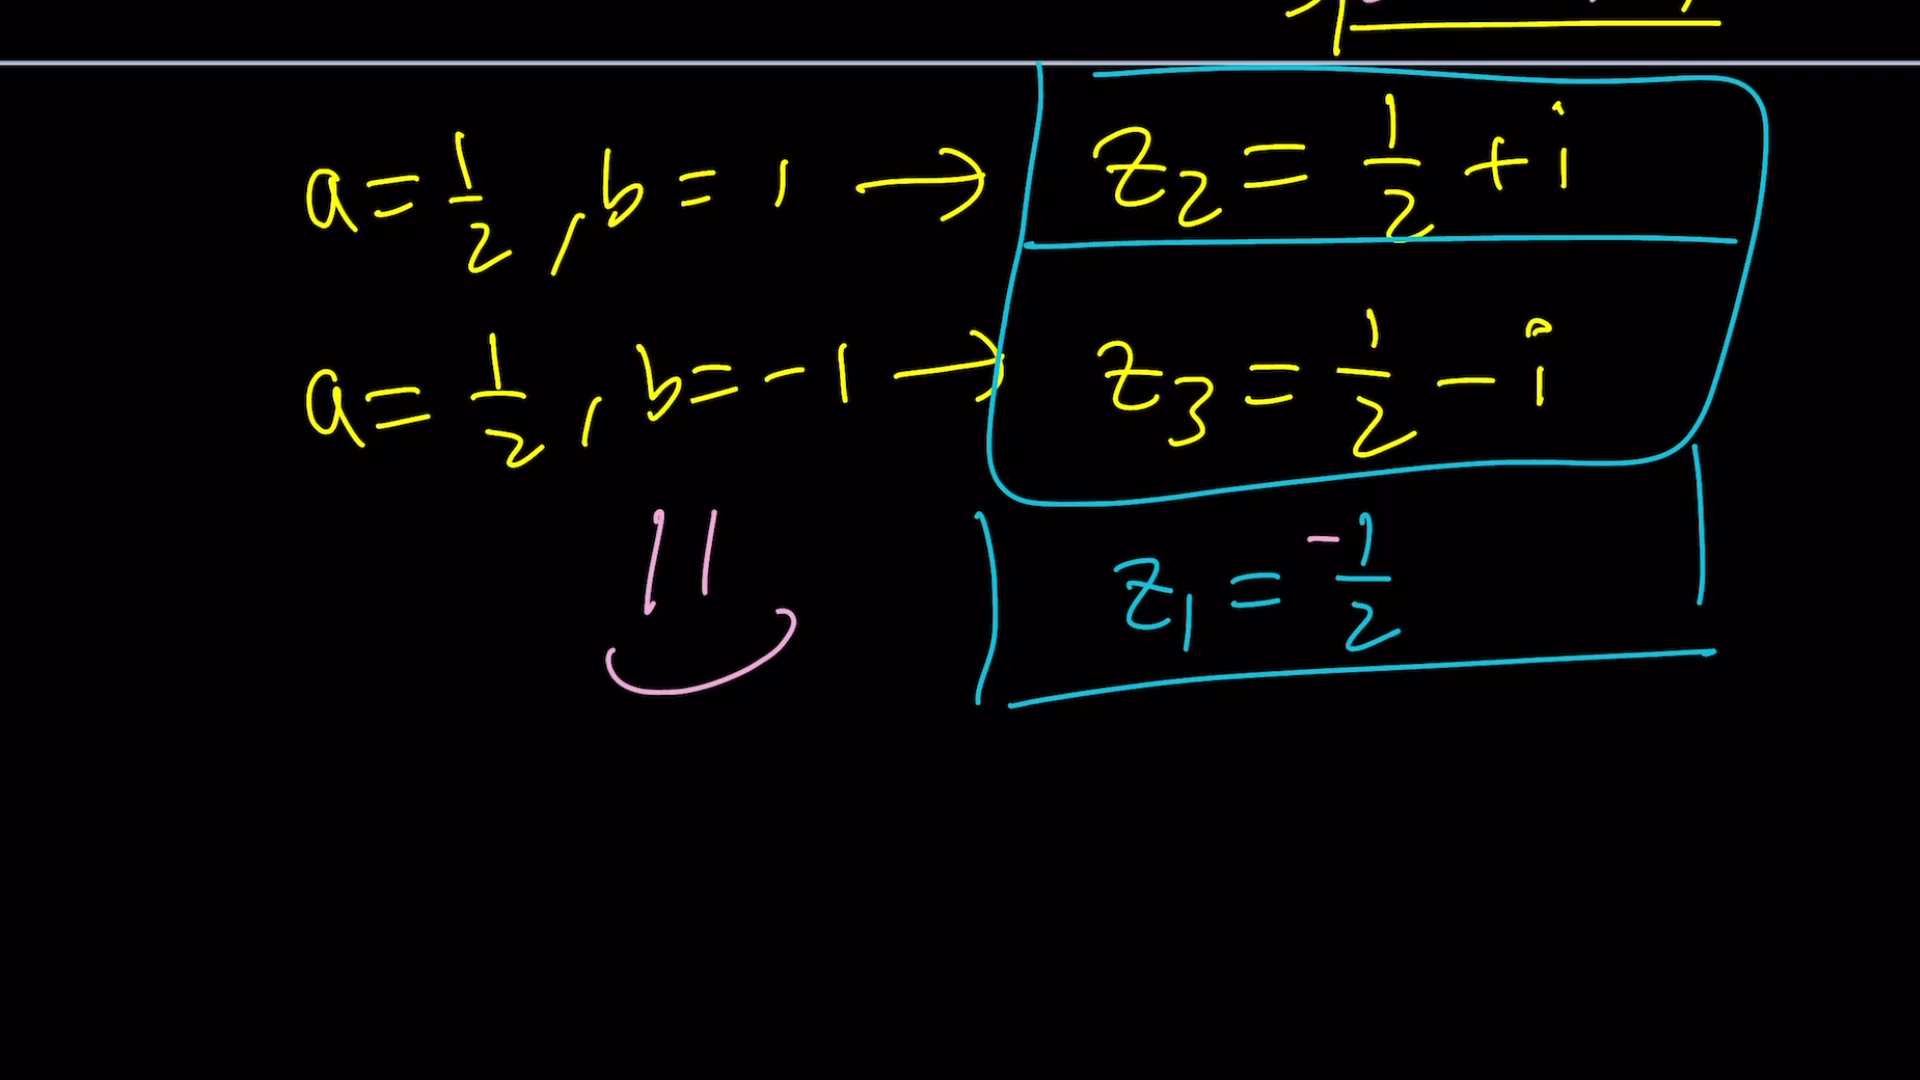 a = 1/2, b = 1 → z₂ = 1/2 + i
a = 1/2, b = -1 → z₃ = 1/2 - i
z₁ = -1/2